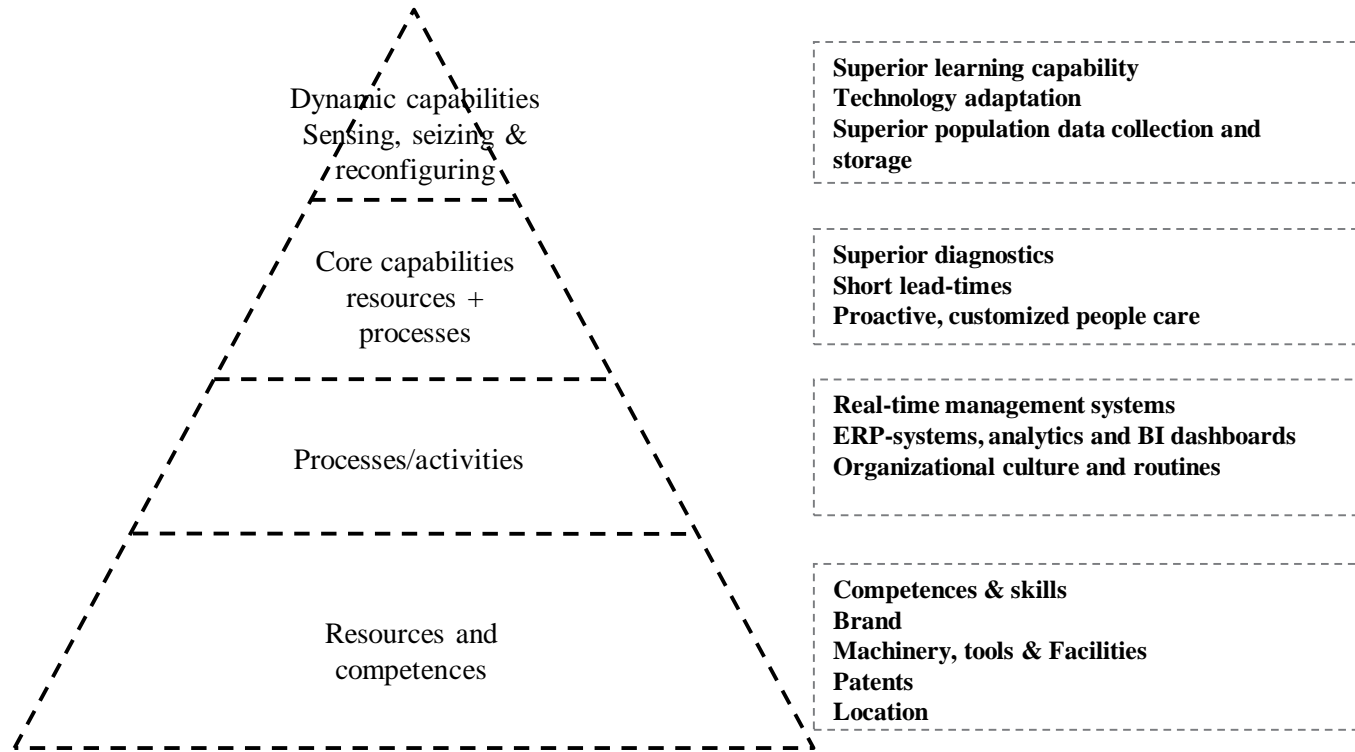 Dynamic capabilities
Sensing, seizing &
reconfiguring
Superior learning capability
Technology adaptation
Superior population data collection and
storage
Core capabilities
resources +
processes
Superior diagnostics
Short lead-times
Proactive, customized people care
Processes/activities
Real-time management systems
ERP-systems, analytics and BI dashboards
Organizational culture and routines
Resources and
competences
Competences & skills
Brand
Machinery, tools & Facilities
Patents
Location